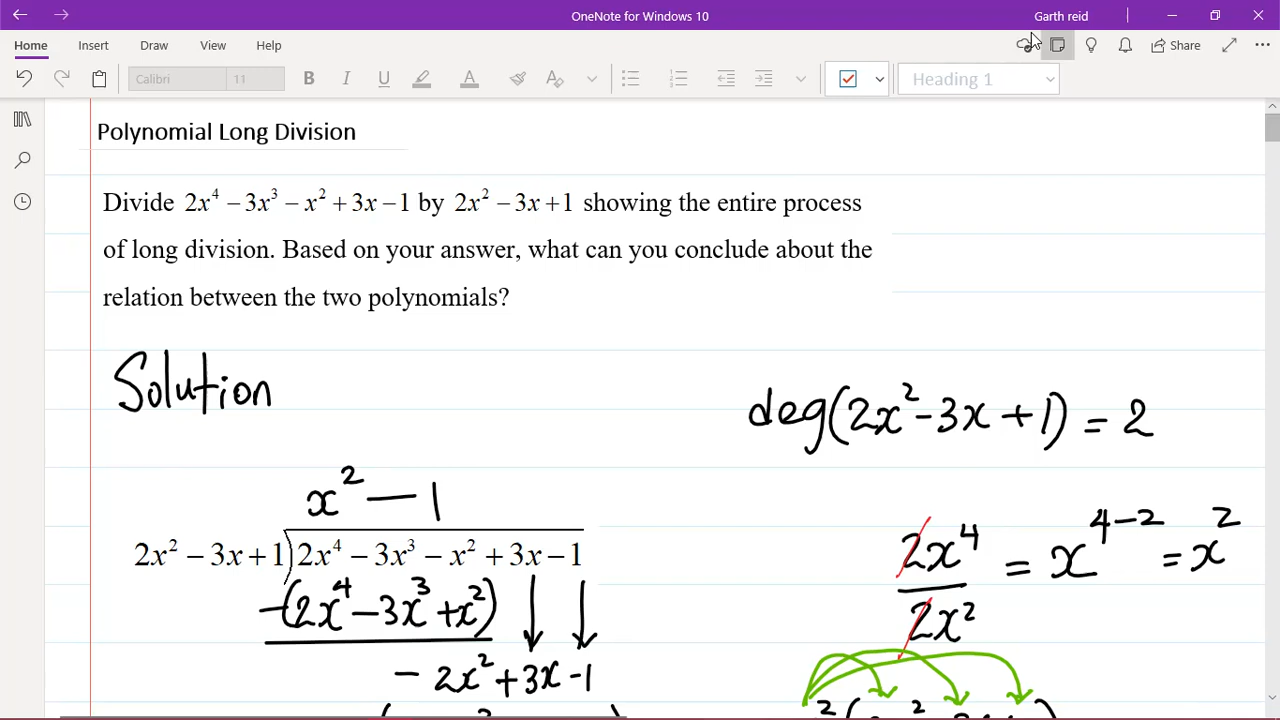 OneNote for Windows 10
Garth reid
Home Insert Draw View Help
Share
Calibri 11 B I U A Heading 1
Polynomial Long Division
Divide 2x⁴ − 3x³ − x² + 3x − 1 by 2x² − 3x + 1 showing the entire process
of long division. Based on your answer, what can you conclude about the
relation between the two polynomials?
Solution
deg(2x² − 3x + 1) = 2
x² − 1
2x² − 3x + 1)2x⁴ − 3x³ − x² + 3x − 1
−(2x⁴ − 3x³ + x²)
− 2x² + 3x − 1
2x⁴/2x² = x⁴⁻² = x²